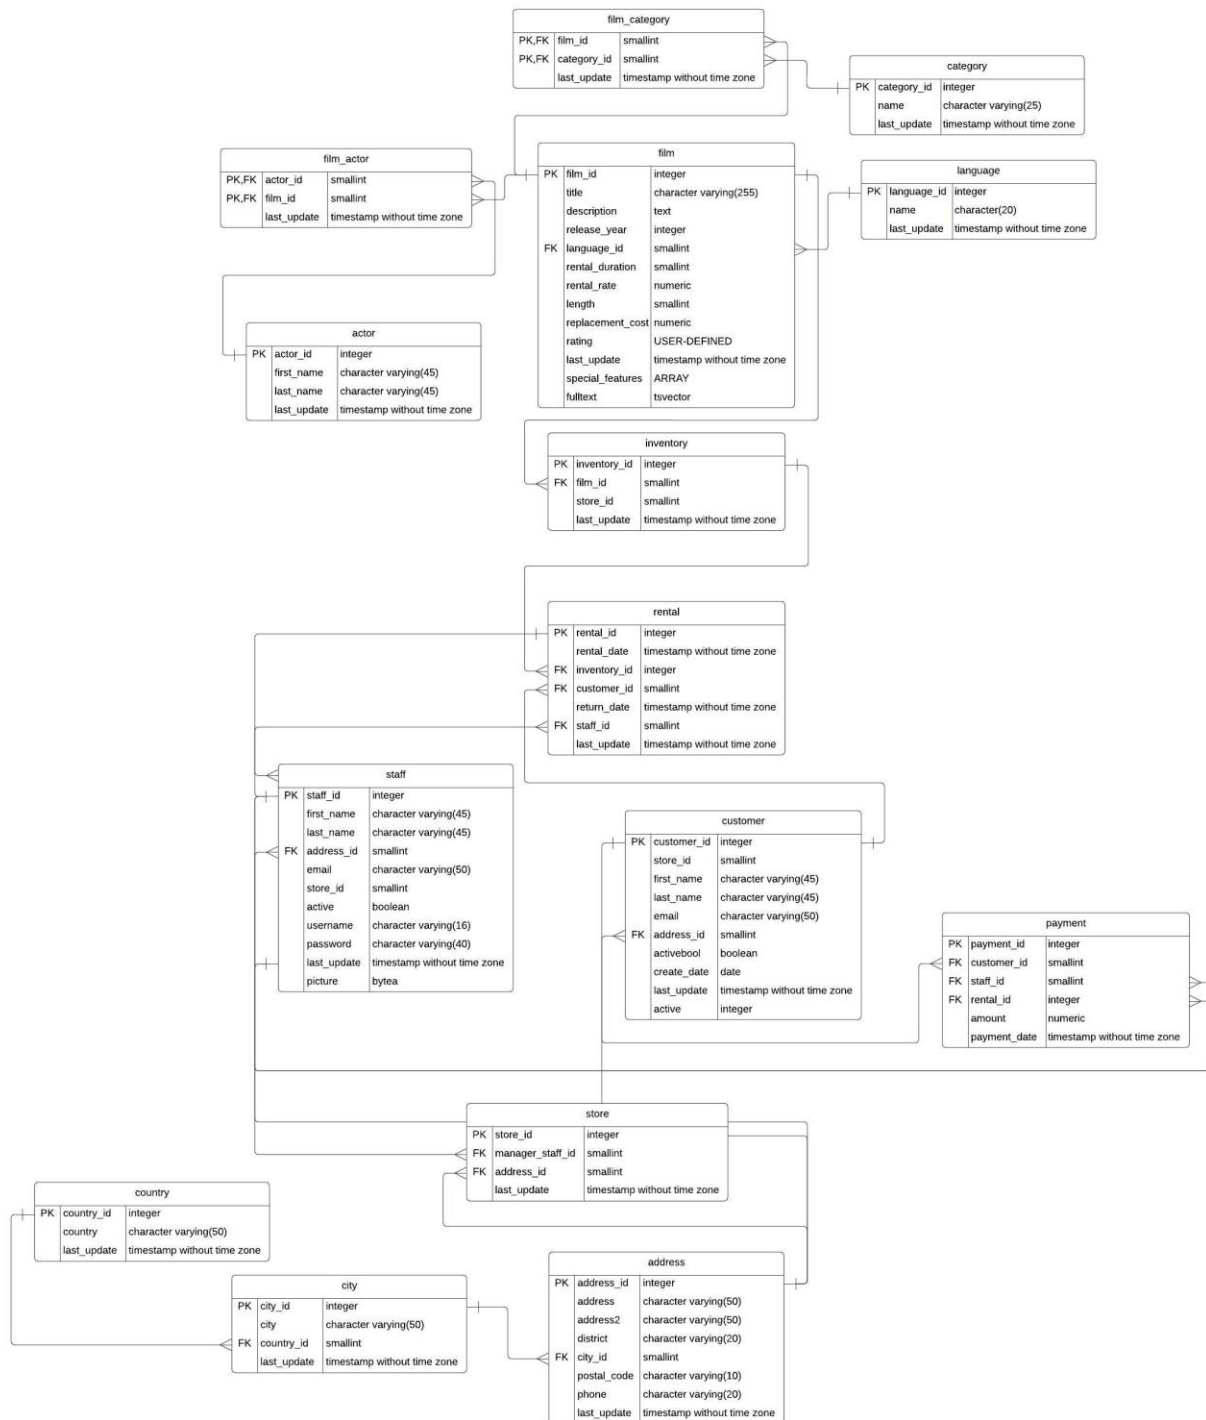 film_category
PK,FK film_id smallint
PK,FK category_id smallint
last_update timestamp without time zone
category
PK category_id integer
name character varying(25)
last_update timestamp without time zone
film_actor
PK,FK actor_id smallint
PK,FK film_id smallint
last_update timestamp without time zone
film
PK film_id integer
title character varying(255)
description text
release_year integer
FK language_id smallint
rental_duration smallint
rental_rate numeric
length smallint
replacement_cost numeric
rating USER-DEFINED
last_update timestamp without time zone
special_features ARRAY
fulltext tsvector
language
PK language_id integer
name character(20)
last_update timestamp without time zone
actor
PK actor_id integer
first_name character varying(45)
last_name character varying(45)
last_update timestamp without time zone
inventory
PK inventory_id integer
FK film_id smallint
store_id smallint
last_update timestamp without time zone
rental
PK rental_id integer
rental_date timestamp without time zone
FK inventory_id integer
FK customer_id smallint
return_date timestamp without time zone
FK staff_id smallint
last_update timestamp without time zone
staff
PK staff_id integer
first_name character varying(45)
last_name character varying(45)
FK address_id smallint
email character varying(50)
store_id smallint
active boolean
username character varying(16)
password character varying(40)
last_update timestamp without time zone
picture bytea
customer
PK customer_id integer
store_id smallint
first_name character varying(45)
last_name character varying(45)
email character varying(50)
FK address_id smallint
activebool boolean
create_date date
last_update timestamp without time zone
active integer
payment
PK payment_id integer
FK customer_id smallint
FK staff_id smallint
FK rental_id integer
amount numeric
payment_date timestamp without time zone
store
PK store_id integer
FK manager_staff_id smallint
FK address_id smallint
last_update timestamp without time zone
country
PK country_id integer
country character varying(50)
last_update timestamp without time zone
city
PK city_id integer
city character varying(50)
FK country_id smallint
last_update timestamp without time zone
address
PK address_id integer
address character varying(50)
address2 character varying(50)
district character varying(20)
FK city_id smallint
postal_code character varying(10)
phone character varying(20)
last_update timestamp without time zone